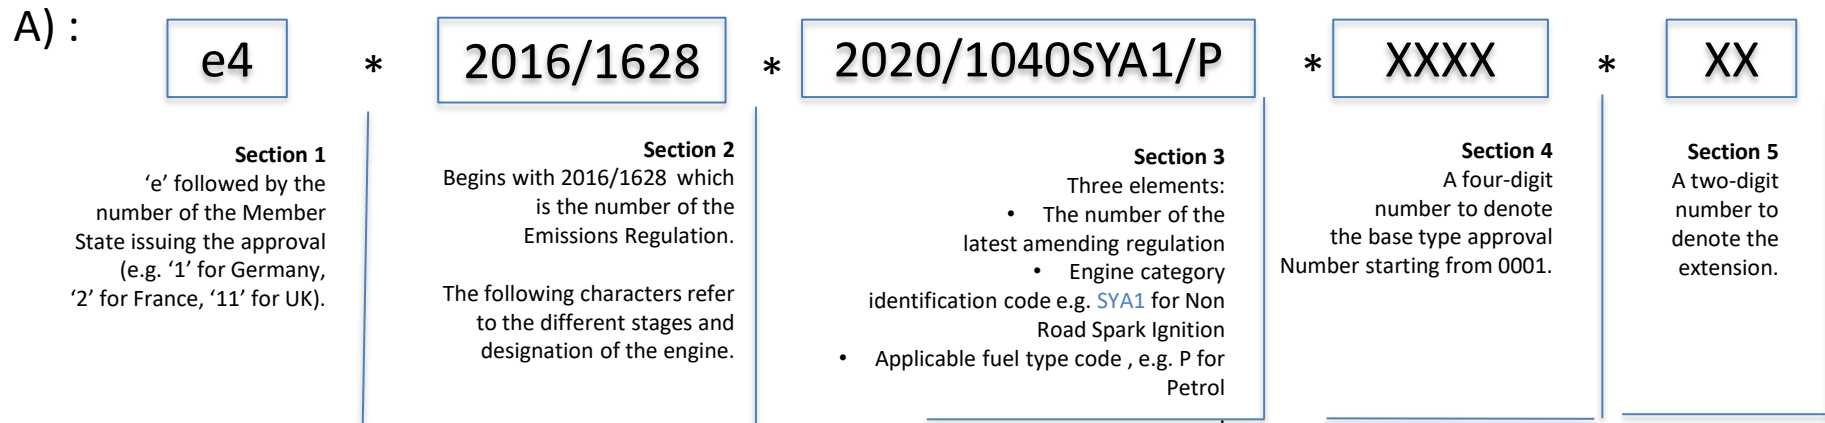 A) :
e4 * 2016/1628 * 2020/1040SYA1/P * XXXX * XX
Section 1
‘e’ followed by the
number of the Member
State issuing the approval
(e.g. ‘1’ for Germany,
‘2’ for France, ‘11’ for UK).
Section 2
Begins with 2016/1628 which
is the number of the
Emissions Regulation.
The following characters refer
to the different stages and
designation of the engine.
Section 3
Three elements:
• The number of the
latest amending regulation
• Engine category
identification code e.g. SYA1 for Non
Road Spark Ignition
• Applicable fuel type code , e.g. P for
Petrol
Section 4
A four-digit
number to denote
the base type approval
Number starting from 0001.
Section 5
A two-digit
number to
denote the
extension.